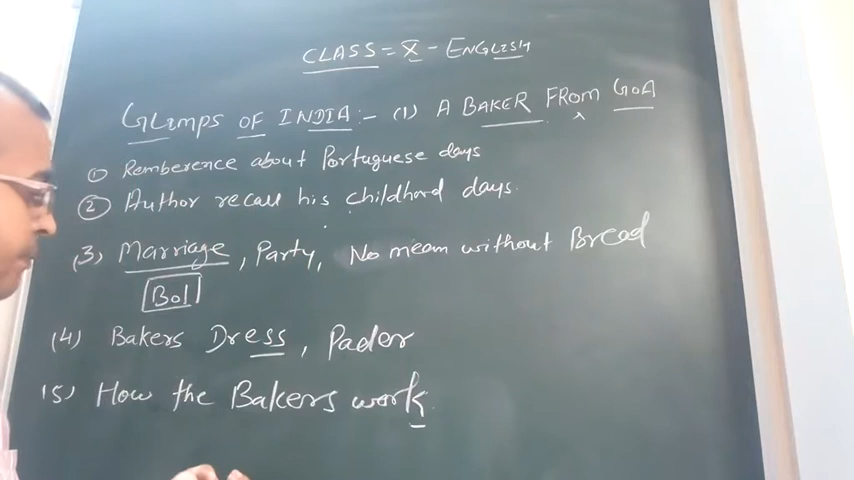 CLASS = X - ENGLISH
GLIMPS OF INDIA :- (1) A BAKER FROM GOA
① Remberence about Portuguese days
② Author recall his childhard days.
(3) Marriage, Party, No meam without Bread
Bol
(4) Bakers Dress, Pader
(5) How the Bakers work.